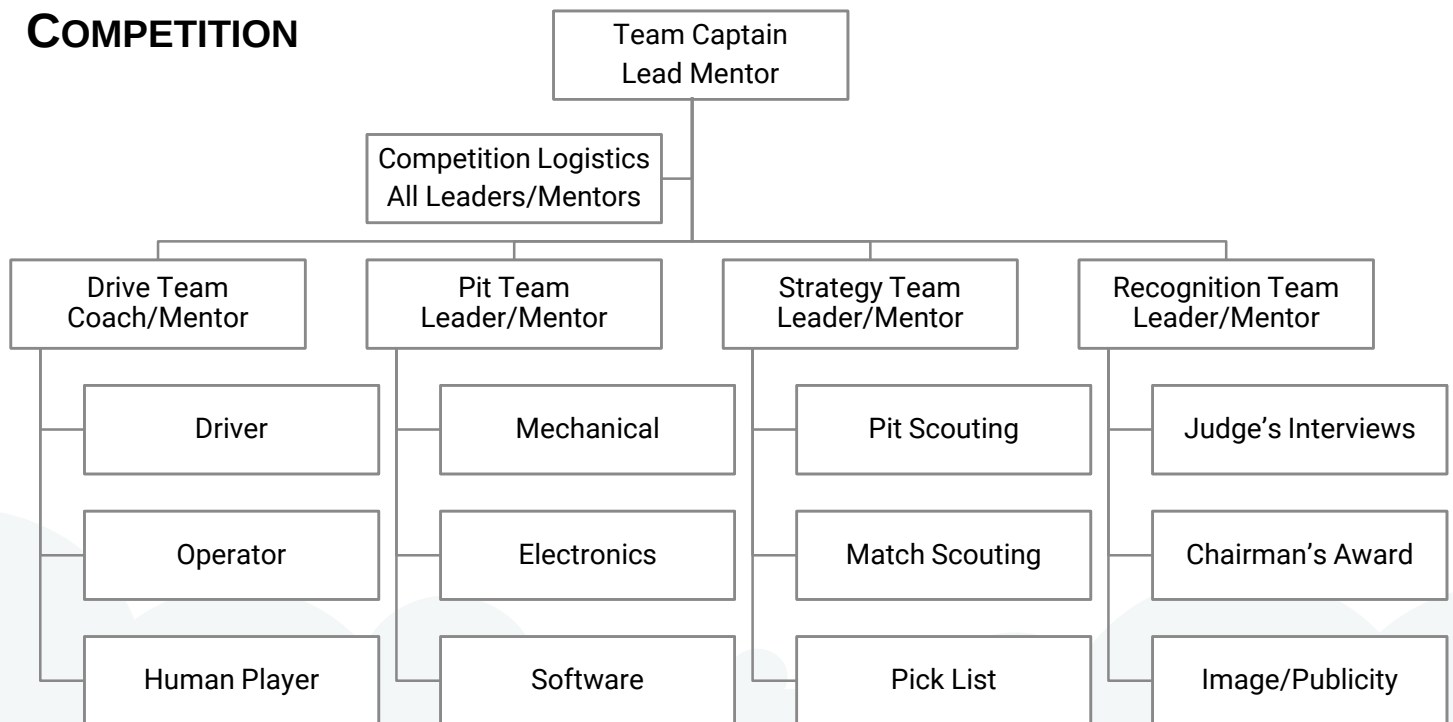 COMPETITION
Team Captain
Lead Mentor
Competition Logistics
All Leaders/Mentors
Drive Team
Coach/Mentor
Pit Team
Leader/Mentor
Strategy Team
Leader/Mentor
Recognition Team
Leader/Mentor
Driver
Mechanical
Pit Scouting
Judge’s Interviews
Operator
Electronics
Match Scouting
Chairman’s Award
Human Player
Software
Pick List
Image/Publicity